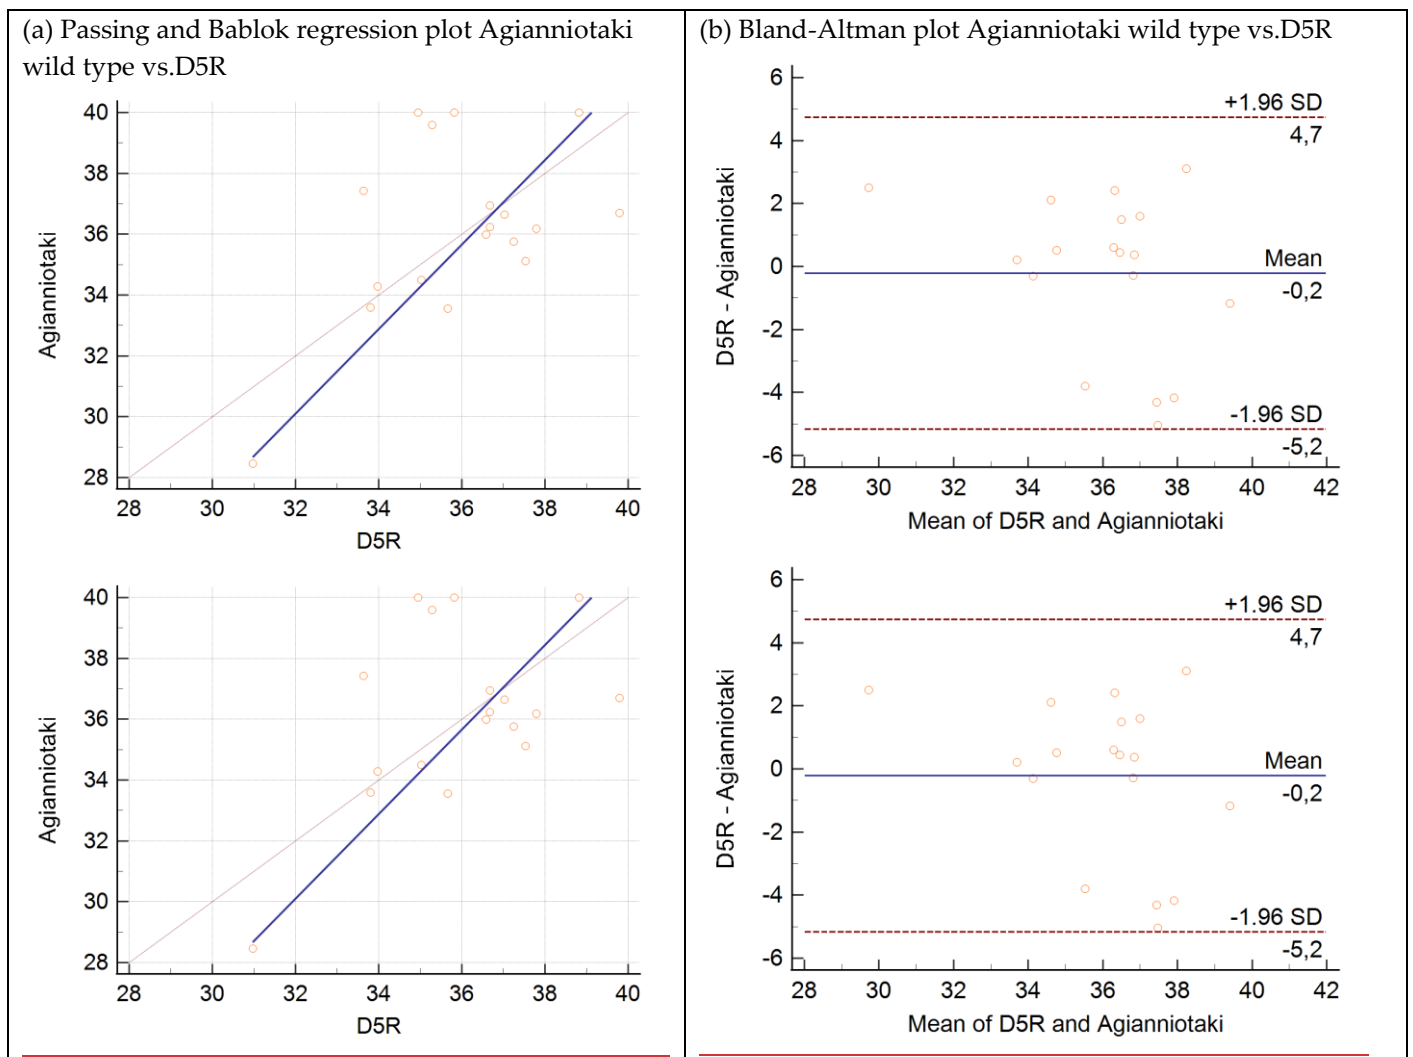 (a) Passing and Bablok regression plot Agianniotaki
wild type vs.D5R
40
38
36
34
32
30
28
Agianniotaki
28 30 32 34 36 38 40
D5R
40
38
36
34
32
30
28
Agianniotaki
28 30 32 34 36 38 40
D5R
(b) Bland-Altman plot Agianniotaki wild type vs.D5R
6
4
2
0
-2
-4
-6
D5R - Agianniotaki
+1.96 SD
4,7
Mean
-0,2
-1.96 SD
-5,2
28 30 32 34 36 38 40 42
Mean of D5R and Agianniotaki
6
4
2
0
-2
-4
-6
D5R - Agianniotaki
+1.96 SD
4,7
Mean
-0,2
-1.96 SD
-5,2
28 30 32 34 36 38 40 42
Mean of D5R and Agianniotaki